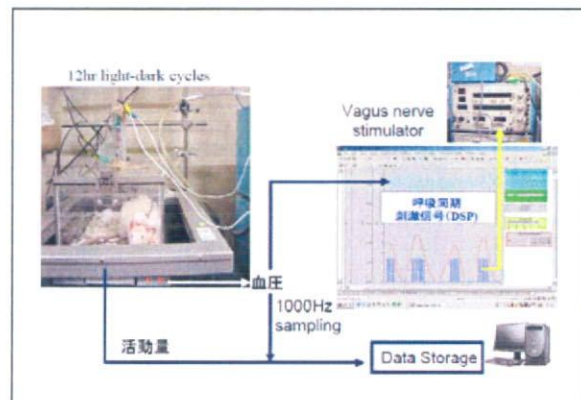 12hr light-dark cycles
Vagus nerve
stimulator
呼吸同期
刺激信号(DSP)
血圧
1000Hz
sampling
活動量
Data Storage